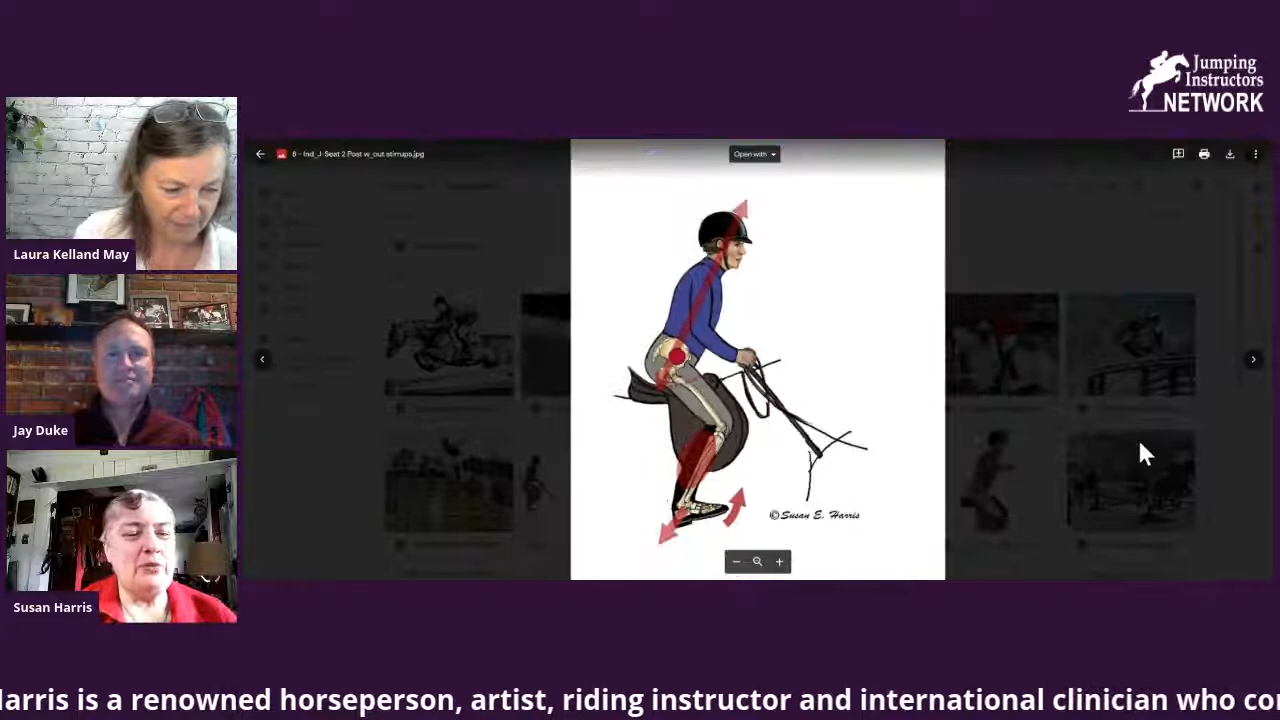 Jumping
Instructors
NETWORK
Laura Kelland May
Jay Duke
Susan Harris
6 - Ind_J-Seat 2 Post w_out stirrups.jpg
Open with
©Susan E. Harris
Harris is a renowned horseperson, artist, riding instructor and international clinician who co